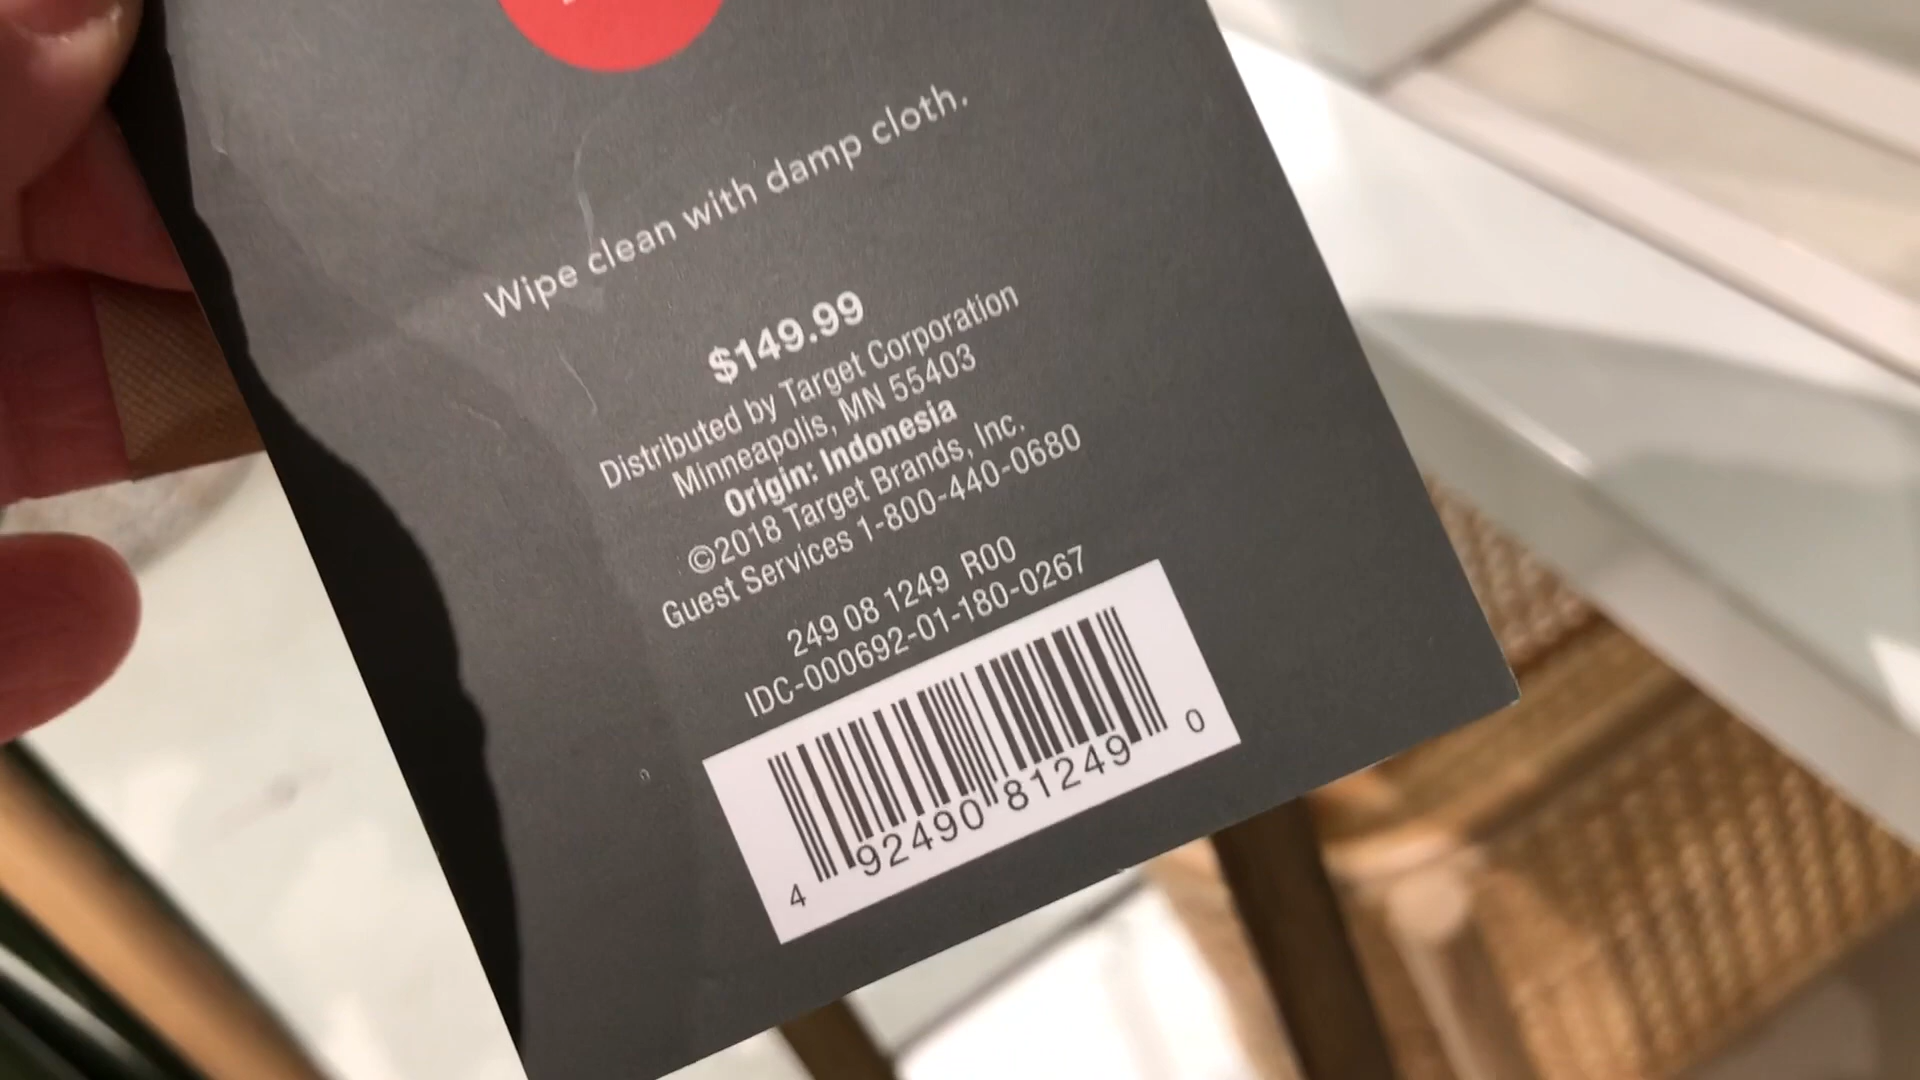 Wipe clean with damp cloth.
$149.99
Distributed by Target Corporation
Minneapolis, MN 55403
Origin: Indonesia
©2018 Target Brands, Inc.
Guest Services 1-800-440-0680
249 08 1249 R00
IDC-000692-01-180-0267
4 92490 81249 0